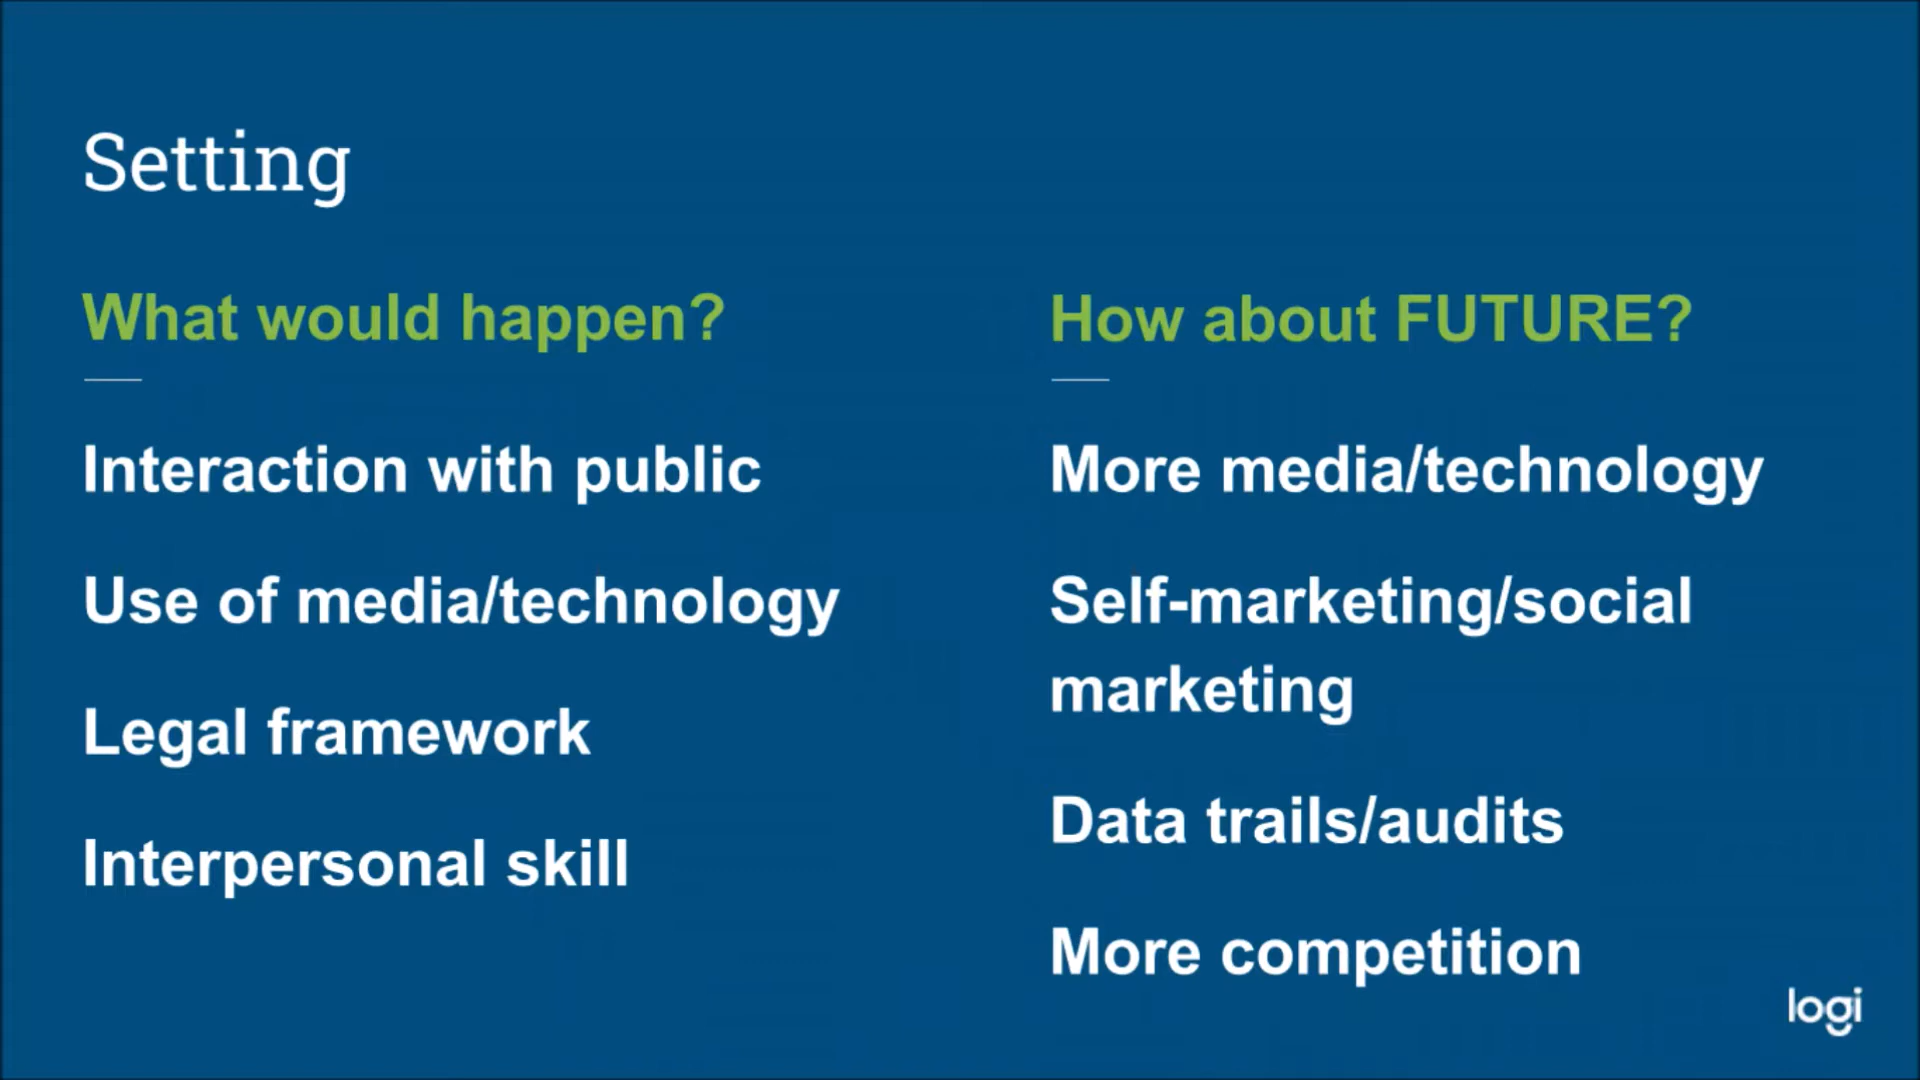 Setting
What would happen?
Interaction with public
Use of media/technology
Legal framework
Interpersonal skill
How about FUTURE?
More media/technology
Self-marketing/social
marketing
Data trails/audits
More competition
logi